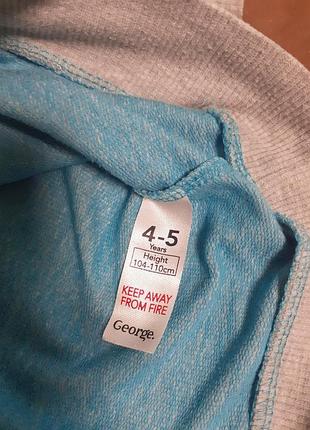 4-5
Years
Height
104-110cm
KEEP AWAY
FROM FIRE
George.